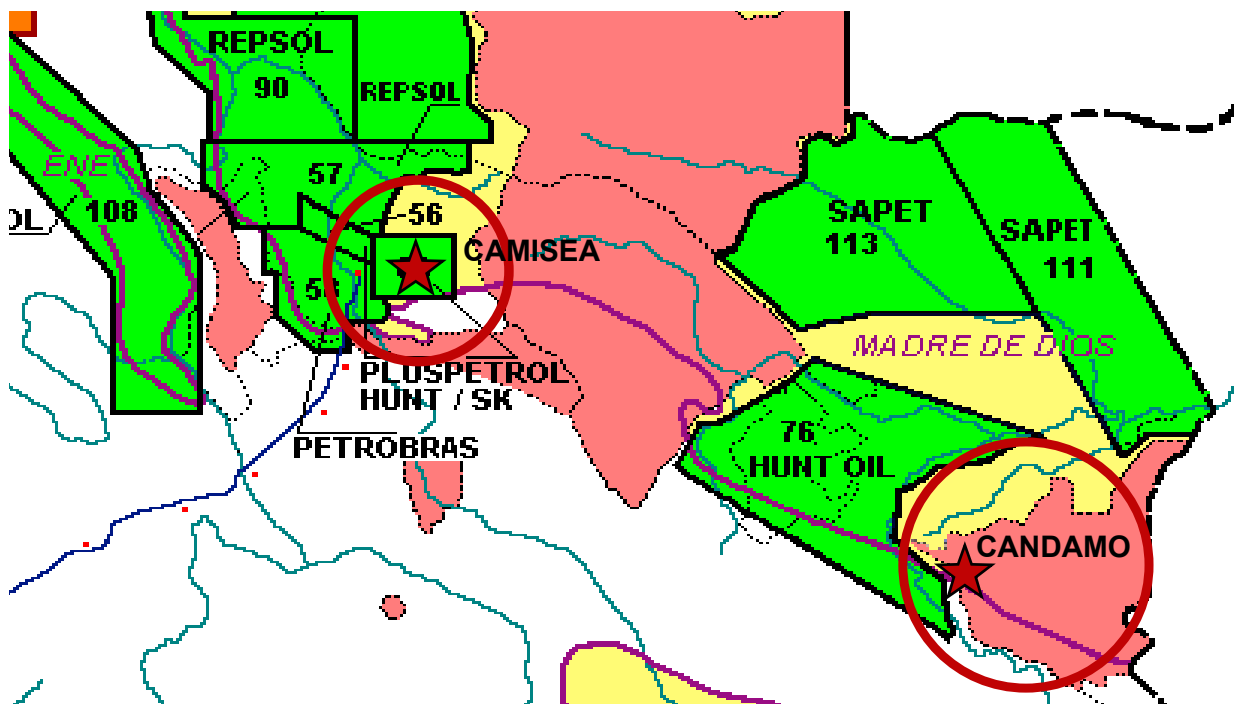 REPSOL
90
REPSOL
ENE
108
57
-56
CAMISEA
SAPET
113
SAPET
111
MADRE DE DIOS
PLUSPETROL
HUNT / SK
PETROBRAS
76
HUNT OIL
CANDAMO